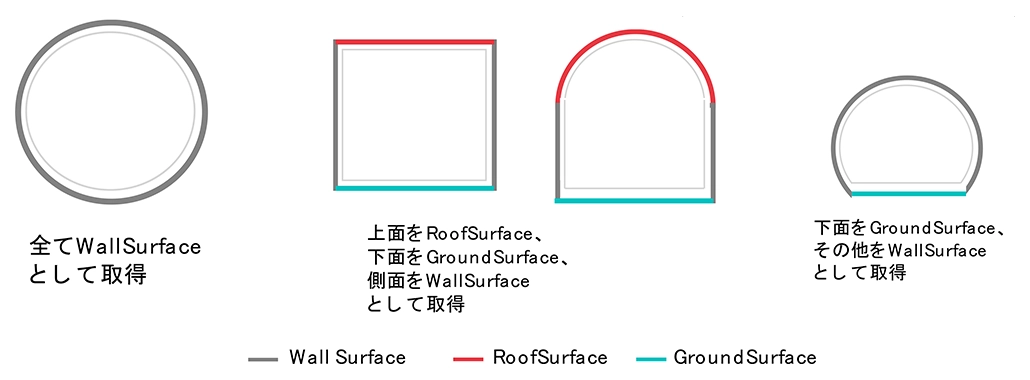 全てWallSurface
として取得
上面をRoofSurface、
下面をGroundSurface、
側面をWallSurface
として取得
下面をGroundSurface、
その他をWallSurface
として取得
Wall Surface RoofSurface GroundSurface